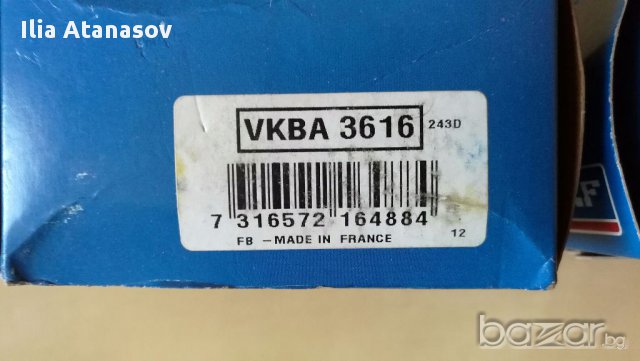 Ilia Atanasov
VKBA 3616 243D
7 316572 164884
FB - MADE IN FRANCE 12
bazar.bg